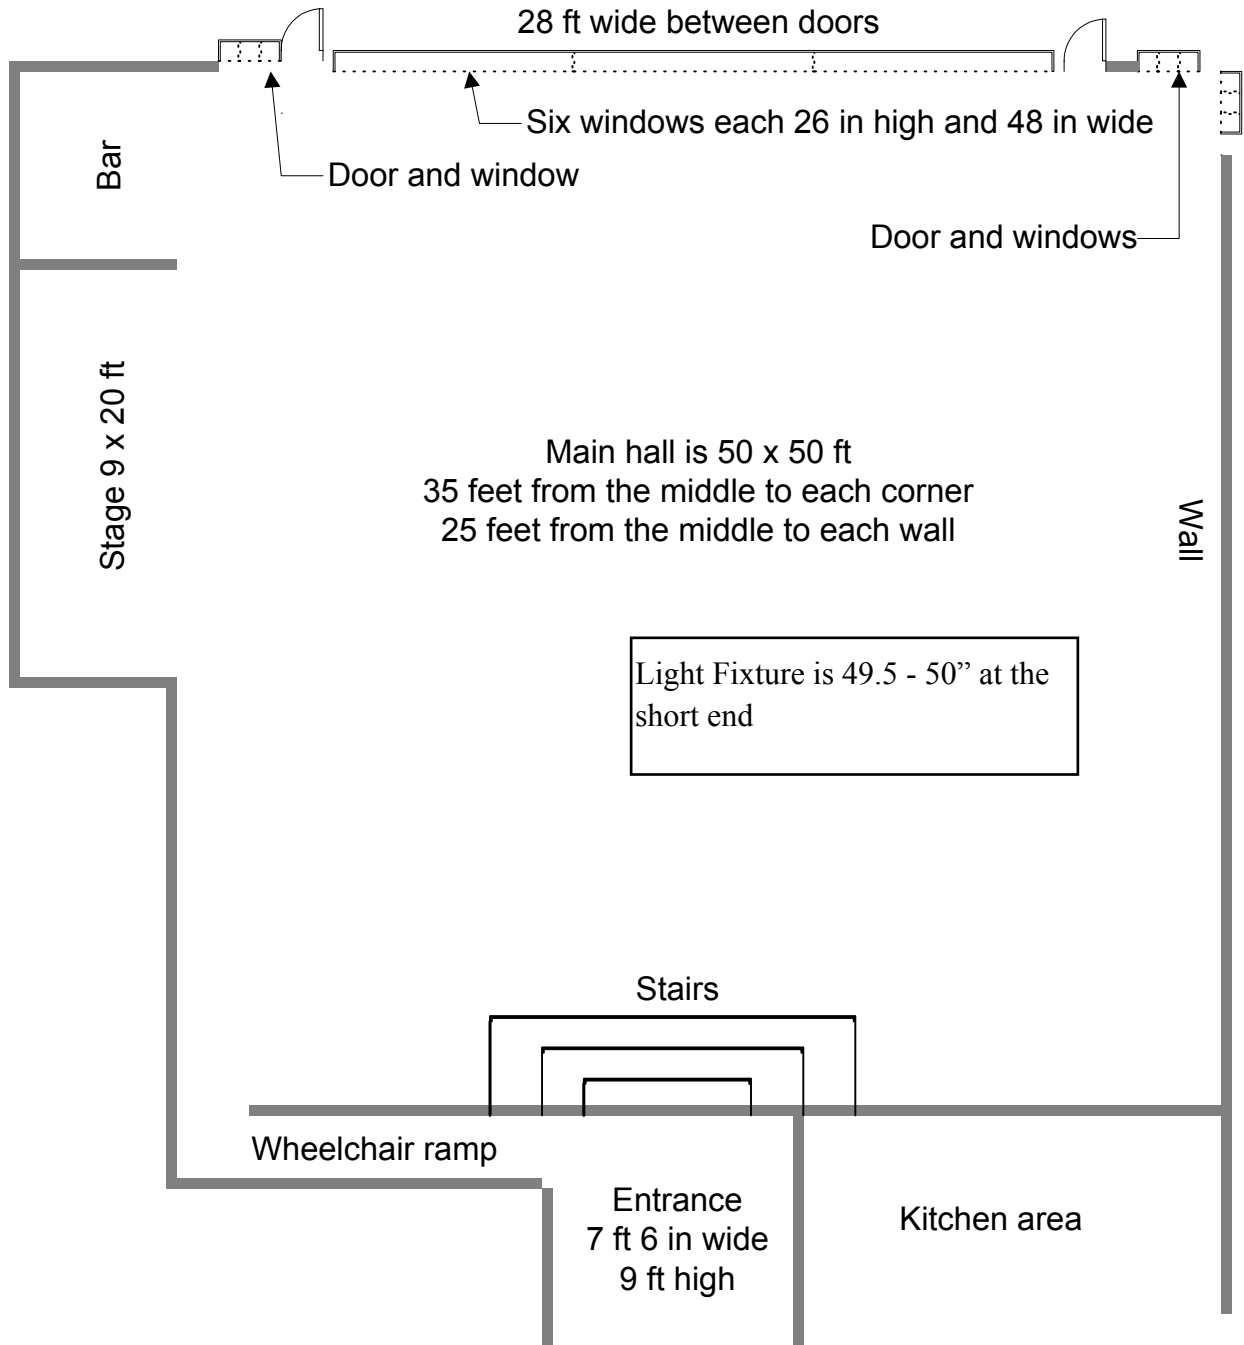 28 ft wide between doors
Six windows each 26 in high and 48 in wide
Bar
Door and window
Door and windows
Stage 9 x 20 ft
Main hall is 50 x 50 ft
35 feet from the middle to each corner
25 feet from the middle to each wall
Wall
Light Fixture is 49.5 - 50” at the
short end
Stairs
Wheelchair ramp
Entrance
7 ft 6 in wide
9 ft high
Kitchen area